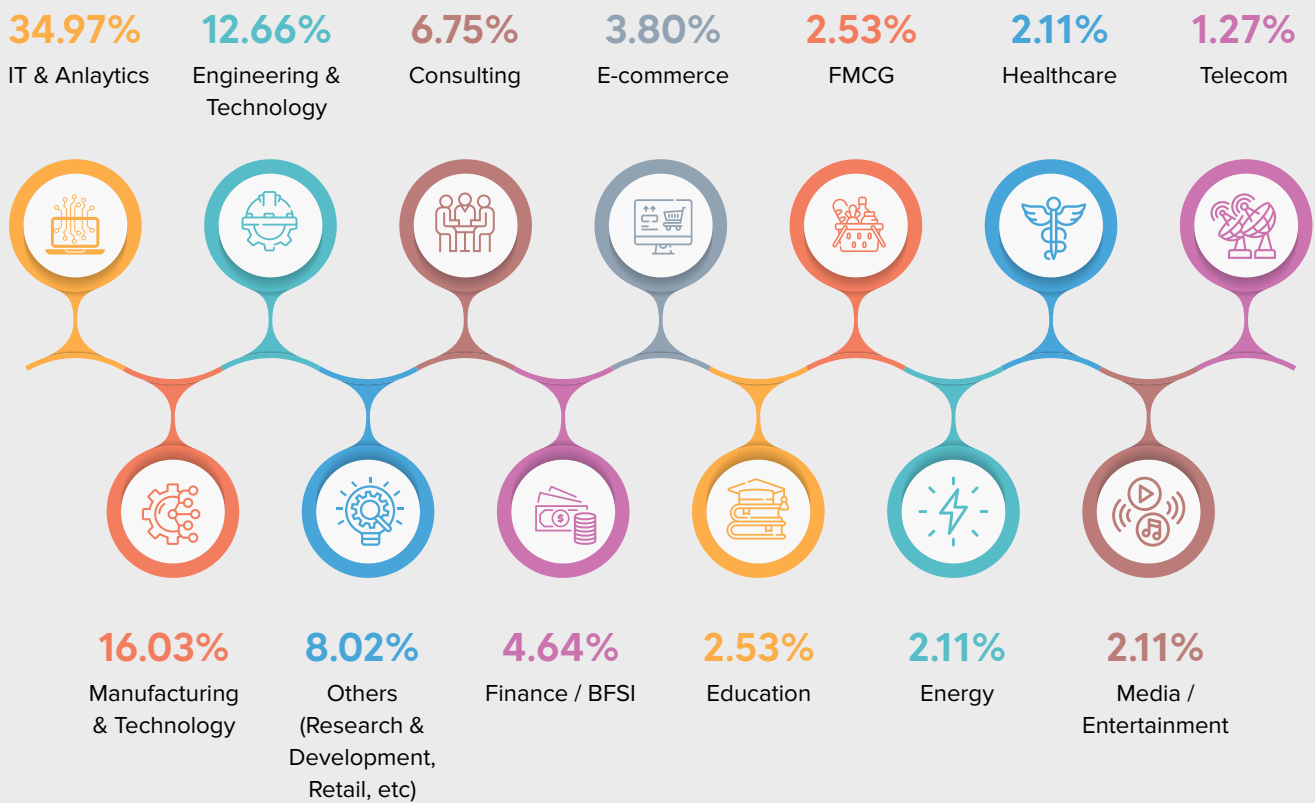 34.97%
IT & Anlaytics
12.66%
Engineering &
Technology
6.75%
Consulting
3.80%
E-commerce
2.53%
FMCG
2.11%
Healthcare
1.27%
Telecom
16.03%
Manufacturing
& Technology
8.02%
Others
(Research &
Development,
Retail, etc)
4.64%
Finance / BFSI
2.53%
Education
2.11%
Energy
2.11%
Media /
Entertainment